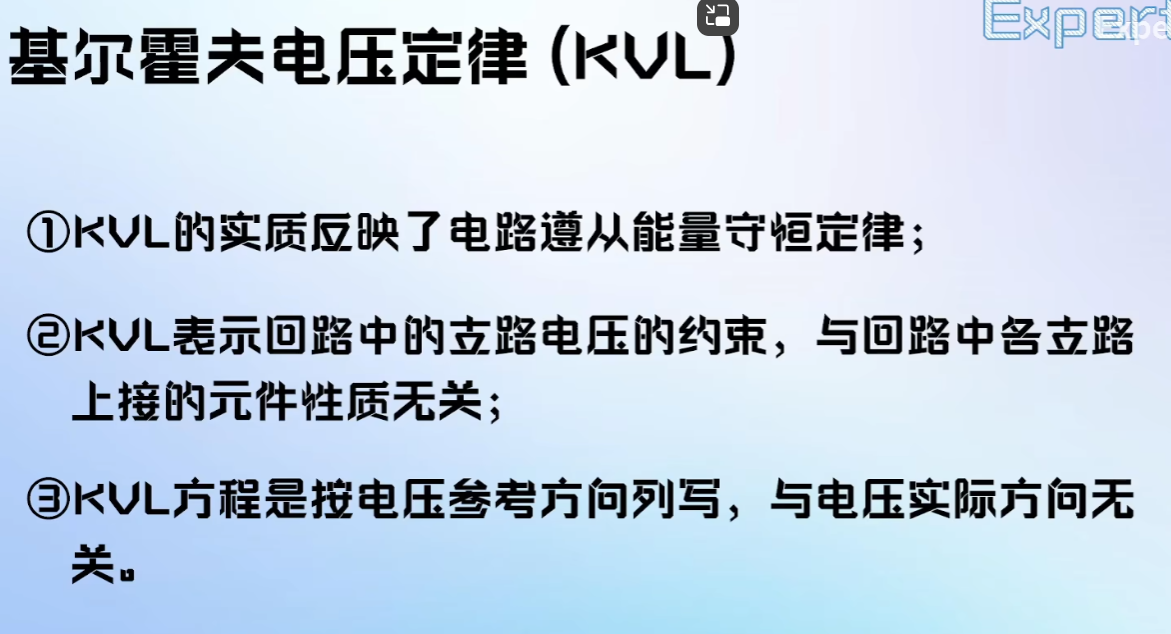 基尔霍夫电压定律（KVL）
Expert
①KVL的实质反映了电路遵从能量守恒定律；
②KVL表示回路中的支路电压的约束，与回路中各支路
上接的元件性质无关；
③KVL方程是按电压参考方向列写，与电压实际方向无
关。